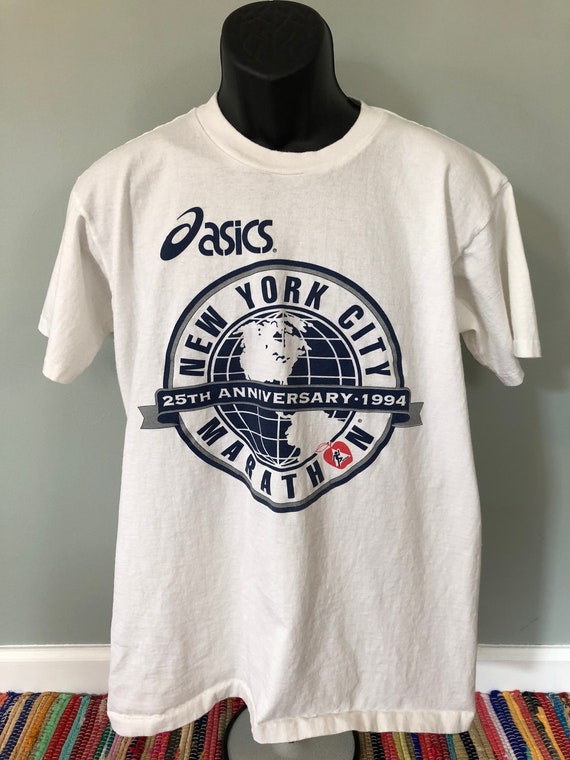 asics®
NEW YORK CITY
25TH ANNIVERSARY • 1994
MARATHON®